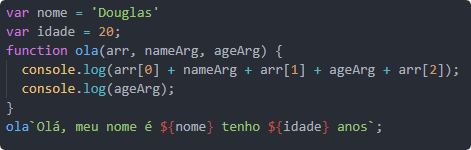 var nome = 'Douglas'
var idade = 20;
function ola(arr, nameArg, ageArg) {
  console.log(arr[0] + nameArg + arr[1] + ageArg + arr[2]);
  console.log(ageArg);
}
ola`Olá, meu nome é ${nome} tenho ${idade} anos`;